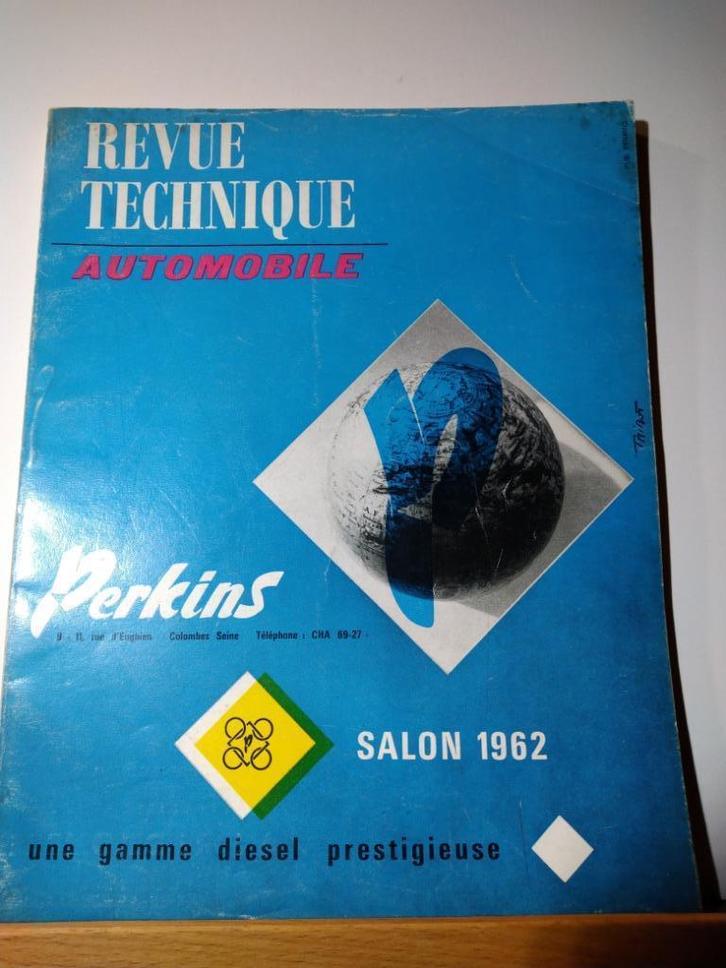 REVUE
TECHNIQUE
AUTOMOBILE
p
Perkins
9 - 11, rue d'Enghien Colombes Seine Téléphone : CHA 69-27
SALON 1962
une gamme diesel prestigieuse